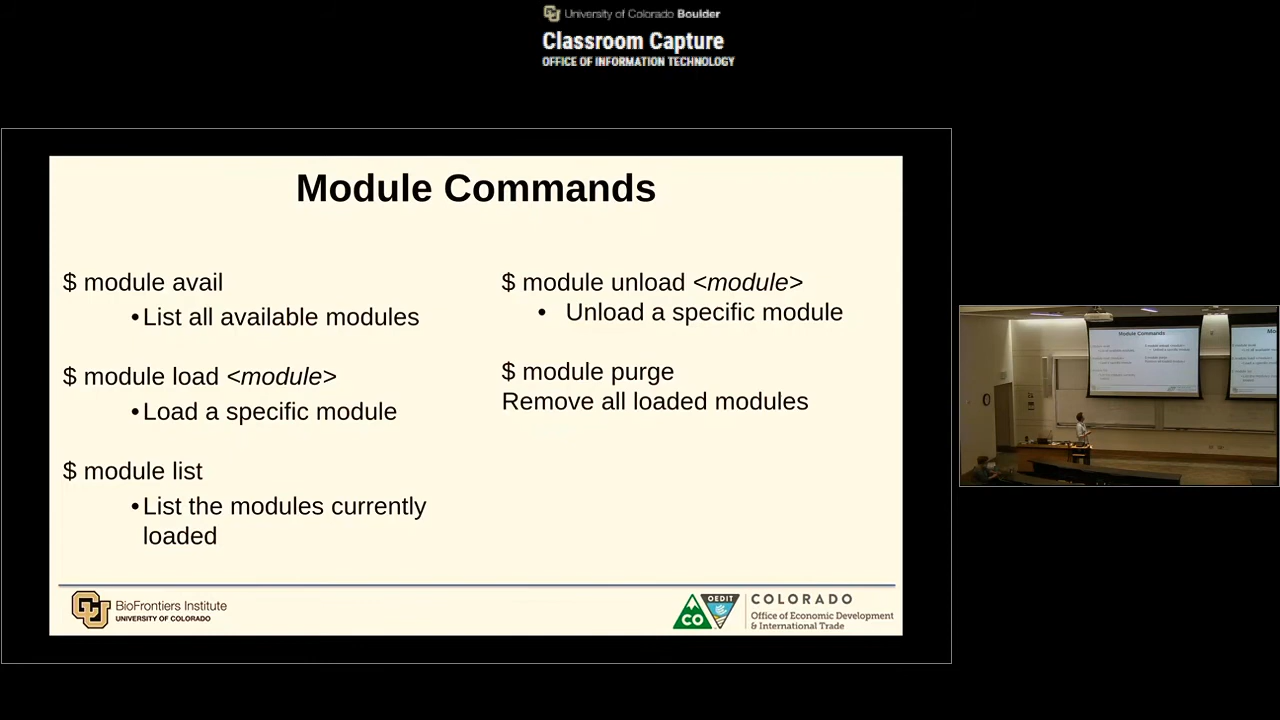 University of Colorado Boulder
Classroom Capture
OFFICE OF INFORMATION TECHNOLOGY
Module Commands
$ module avail
•List all available modules
$ module load <module>
•Load a specific module
$ module list
•List the modules currently
loaded
$ module unload <module>
• Unload a specific module
$ module purge
Remove all loaded modules
BioFrontiers Institute
UNIVERSITY OF COLORADO
CO
OEDIT
COLORADO
Office of Economic Development
& International Trade
Module Commands